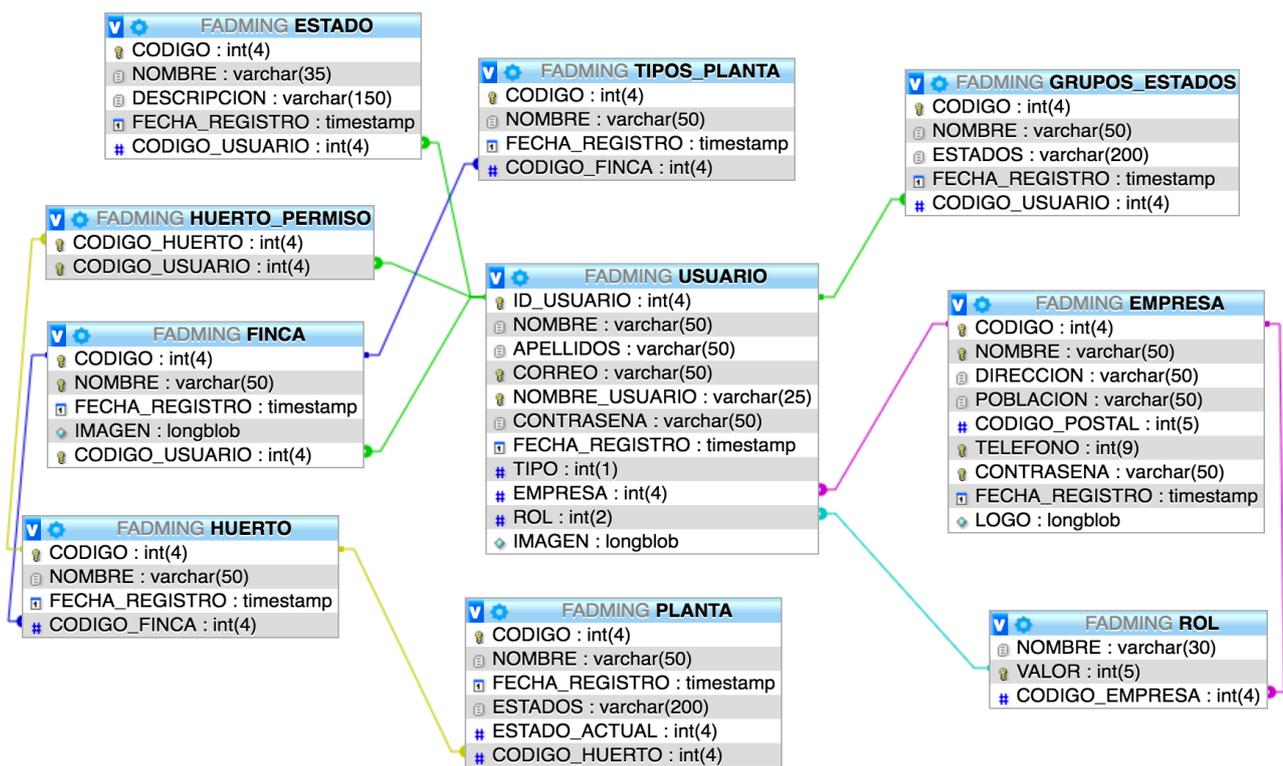 FADMING ESTADO
CODIGO : int(4)
NOMBRE : varchar(35)
DESCRIPCION : varchar(150)
FECHA_REGISTRO : timestamp
CODIGO_USUARIO : int(4)
FADMING TIPOS_PLANTA
CODIGO : int(4)
NOMBRE : varchar(50)
FECHA_REGISTRO : timestamp
CODIGO_FINCA : int(4)
FADMING GRUPOS_ESTADOS
CODIGO : int(4)
NOMBRE : varchar(50)
ESTADOS : varchar(200)
FECHA_REGISTRO : timestamp
CODIGO_USUARIO : int(4)
FADMING HUERTO_PERMISO
CODIGO_HUERTO : int(4)
CODIGO_USUARIO : int(4)
FADMING USUARIO
ID_USUARIO : int(4)
NOMBRE : varchar(50)
APELLIDOS : varchar(50)
CORREO : varchar(50)
NOMBRE_USUARIO : varchar(25)
CONTRASENA : varchar(50)
FECHA_REGISTRO : timestamp
TIPO : int(1)
EMPRESA : int(4)
ROL : int(2)
IMAGEN : longblob
FADMING EMPRESA
CODIGO : int(4)
NOMBRE : varchar(50)
DIRECCION : varchar(50)
POBLACION : varchar(50)
CODIGO_POSTAL : int(5)
TELEFONO : int(9)
CONTRASENA : varchar(50)
FECHA_REGISTRO : timestamp
LOGO : longblob
FADMING FINCA
CODIGO : int(4)
NOMBRE : varchar(50)
FECHA_REGISTRO : timestamp
IMAGEN : longblob
CODIGO_USUARIO : int(4)
FADMING HUERTO
CODIGO : int(4)
NOMBRE : varchar(50)
FECHA_REGISTRO : timestamp
CODIGO_FINCA : int(4)
FADMING PLANTA
CODIGO : int(4)
NOMBRE : varchar(50)
FECHA_REGISTRO : timestamp
ESTADOS : varchar(200)
ESTADO_ACTUAL : int(4)
CODIGO_HUERTO : int(4)
FADMING ROL
NOMBRE : varchar(30)
VALOR : int(5)
CODIGO_EMPRESA : int(4)